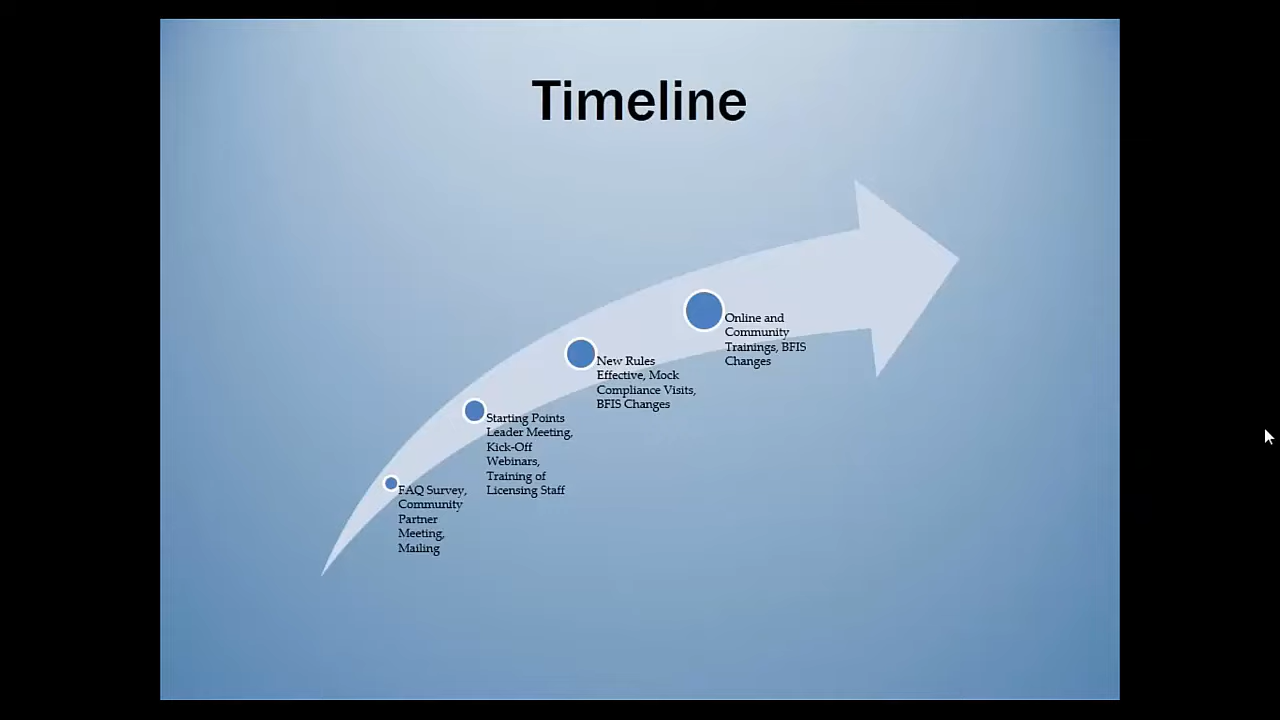 Timeline
FAQ Survey,
Community
Partner
Meeting,
Mailing
Starting Points
Leader Meeting,
Kick-Off
Webinars,
Training of
Licensing Staff
New Rules
Effective, Mock
Compliance Visits,
BFIS Changes
Online and
Community
Trainings, BFIS
Changes